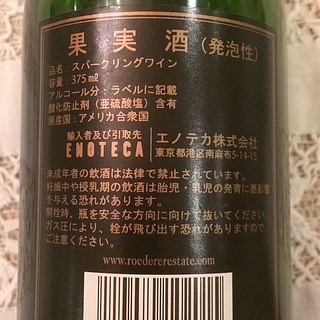 果実酒(発泡性)
品名：スパークリングワイン
容量：375㎖
アルコール分：ラベルに記載
酸化防止剤（亜硫酸塩）含有
原産国：アメリカ合衆国
輸入者及び引取先
ENOTECA エノテカ株式会社
東京都港区南麻布5-14-15
未成年者の飲酒は法律で禁止されています。
妊娠中や授乳期の飲酒は胎児・乳児の発育に悪影響
を与える恐れがあります。
開栓時、瓶を安全な方向に向けて抜いてください。
ガス圧により、栓が飛び出す恐れがありますので、
ご注意ください。
www.roedererestate.com